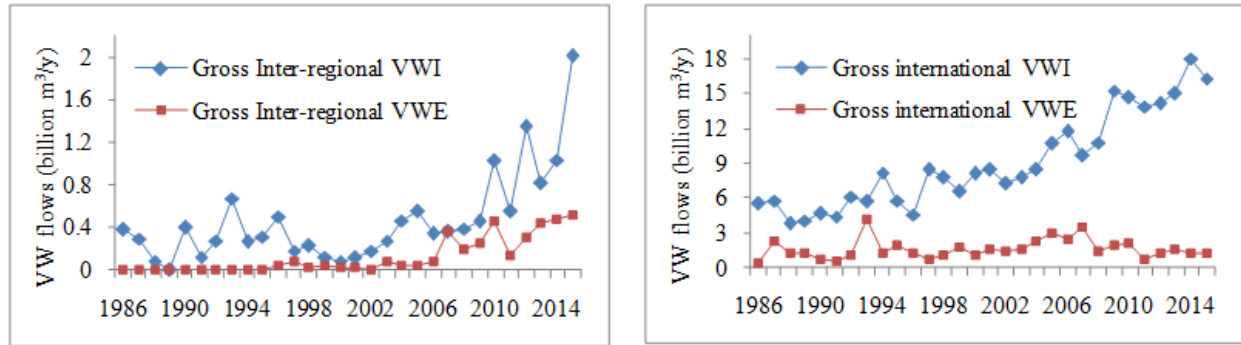 VW flows (billion m³/y)
2
1.6
1.2
0.8
0.4
0
Gross Inter-regional VWI
Gross Inter-regional VWE
1986 1990 1994 1998 2002 2006 2010 2014
VW flows (billion m³/y)
18
15
12
9
6
3
0
Gross international VWI
Gross international VWE
1986 1990 1994 1998 2002 2006 2010 2014